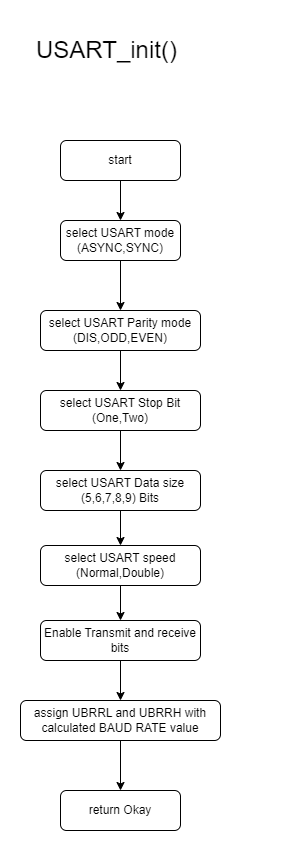 USART_init()
start
select USART mode
(ASYNC,SYNC)
select USART Parity mode
(DIS,ODD,EVEN)
select USART Stop Bit
(One,Two)
select USART Data size
(5,6,7,8,9) Bits
select USART speed
(Normal,Double)
Enable Transmit and receive
bits
assign UBRRL and UBRRH with
calculated BAUD RATE value
return Okay